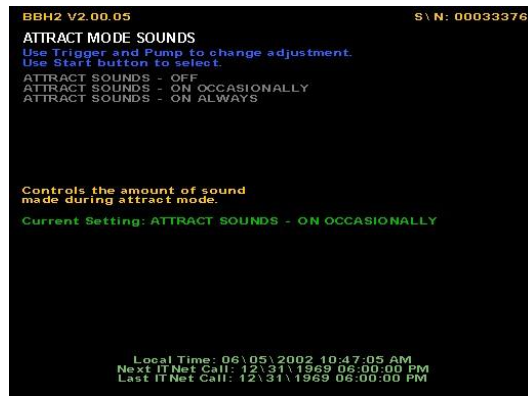 BBH2 V2.00.05 S\N: 00033376
ATTRACT MODE SOUNDS
Use Trigger and Pump to change adjustment.
Use Start button to select.
ATTRACT SOUNDS - OFF
ATTRACT SOUNDS - ON OCCASIONALLY
ATTRACT SOUNDS - ON ALWAYS
Controls the amount of sound
made during attract mode.
Current Setting: ATTRACT SOUNDS - ON OCCASIONALLY
Local Time: 06\05\2002 10:47:05 AM
Next ITNet Call: 12\31\1969 06:00:00 PM
Last ITNet Call: 12\31\1969 06:00:00 PM